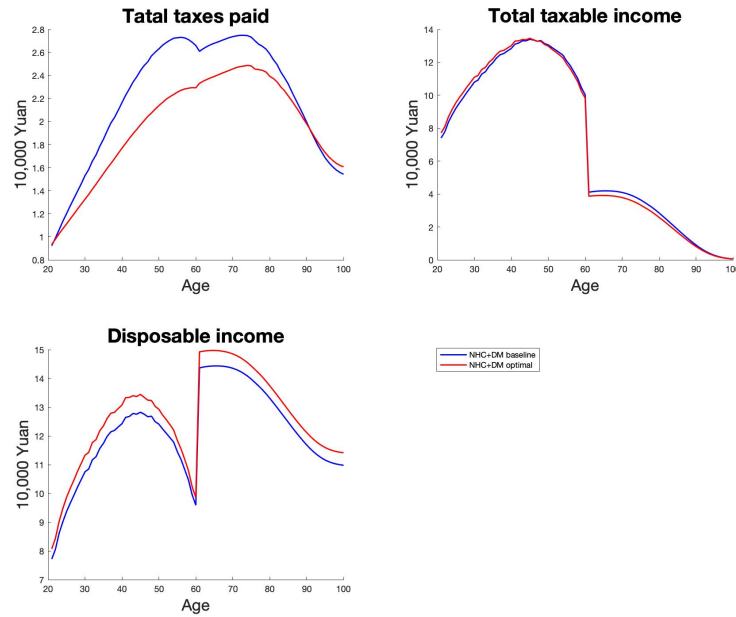 Tatal taxes paid
2.8
2.6
2.4
2.2
2
1.8
1.6
1.4
1.2
1
0.8
10,000 Yuan
20 30 40 50 60 70 80 90 100
Age
Total taxable income
14
12
10
8
6
4
2
0
10,000 Yuan
20 30 40 50 60 70 80 90 100
Age
Disposable income
15
14
13
12
11
10
9
8
7
10,000 Yuan
20 30 40 50 60 70 80 90 100
Age
NHC+DM baseline
NHC+DM optimal